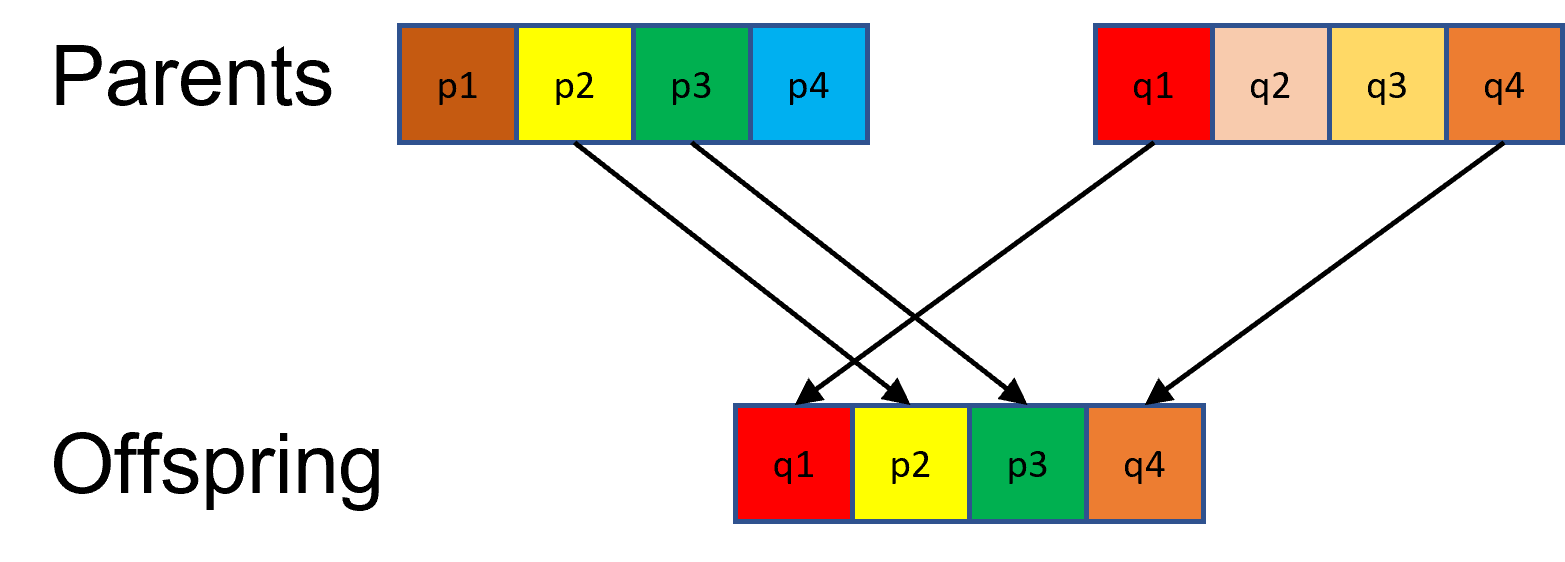 Parents p1 p2 p3 p4 q1 q2 q3 q4
Offspring q1 p2 p3 q4